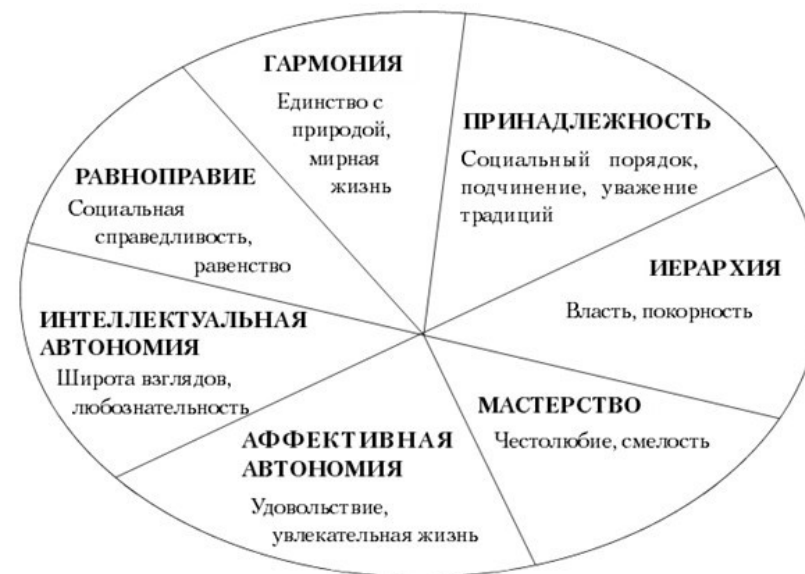 ГАРМОНИЯ
Единство с
природой,
мирная
жизнь
ПРИНАДЛЕЖНОСТЬ
Социальный порядок,
подчинение, уважение
традиций
РАВНОПРАВИЕ
Социальная
справедливость,
равенство
ИЕРАРХИЯ
Власть, покорность
ИНТЕЛЛЕКТУАЛЬНАЯ
АВТОНОМИЯ
Широта взглядов,
любознательность
МАСТЕРСТВО
Честолюбие, смелость
АФФЕКТИВНАЯ
АВТОНОМИЯ
Удовольствие,
увлекательная жизнь